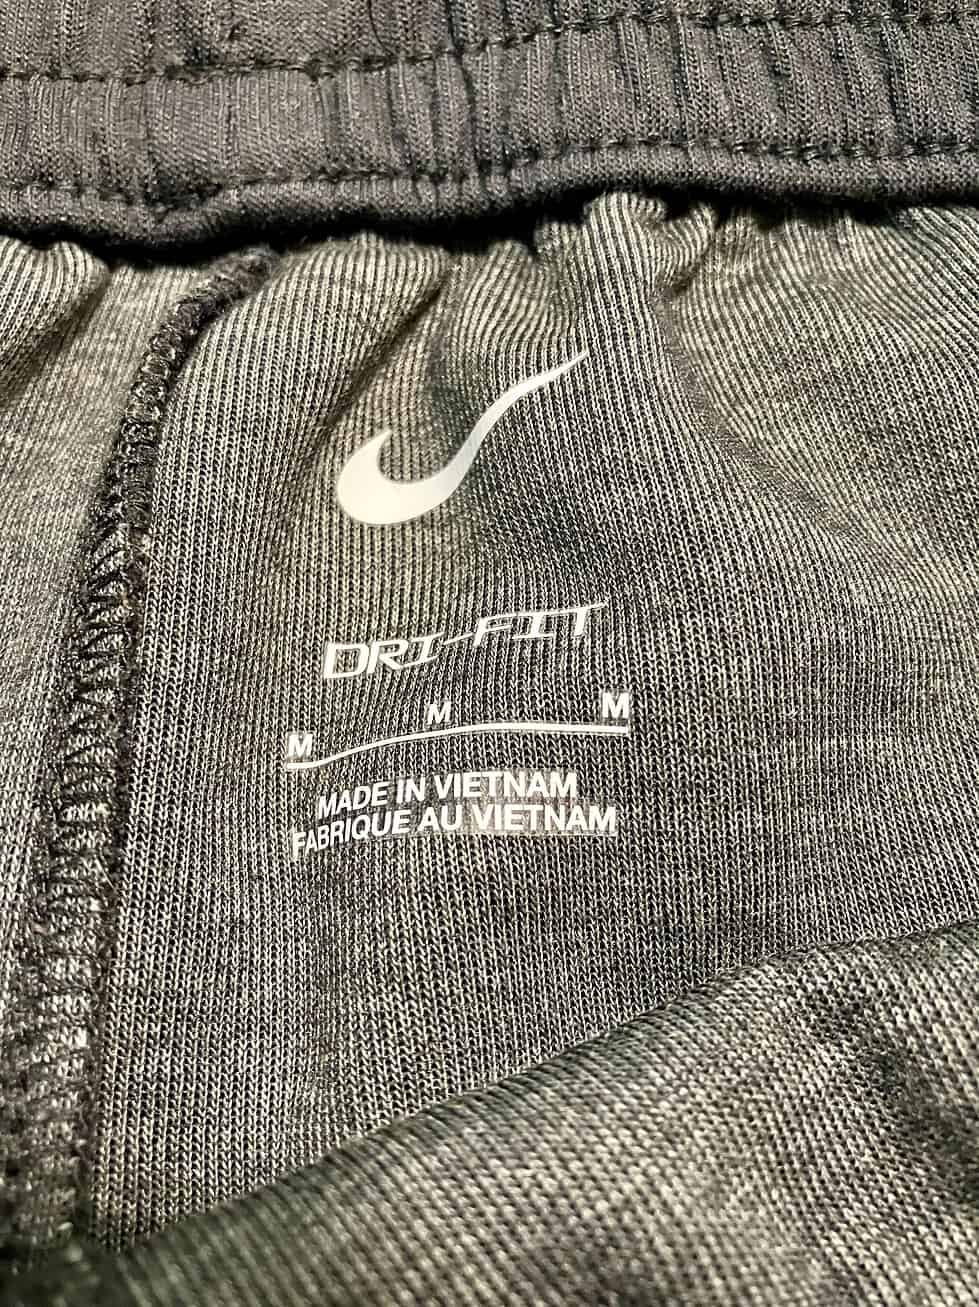 DRI-FIT
M M M
MADE IN VIETNAM
FABRIQUE AU VIETNAM